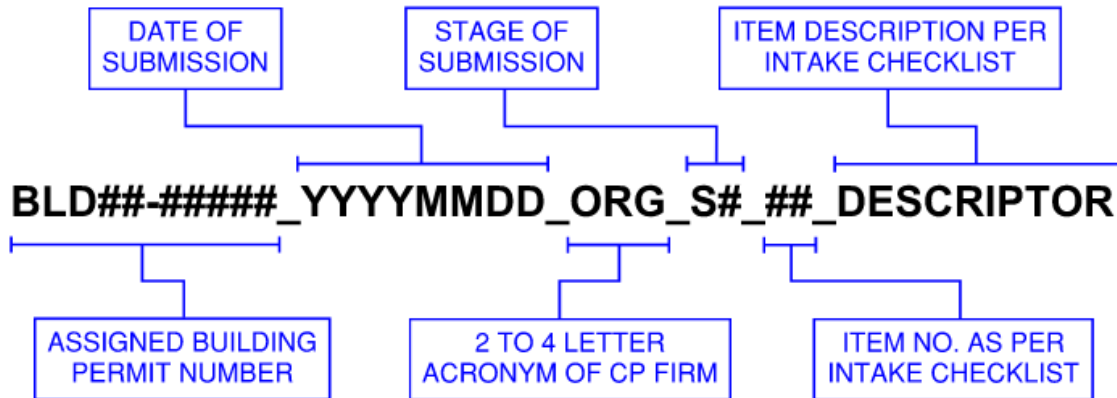 DATE OF
SUBMISSION
STAGE OF
SUBMISSION
ITEM DESCRIPTION PER
INTAKE CHECKLIST
BLD##-#####_YYYYMMDD_ORG_S#_##_DESCRIPTOR
ASSIGNED BUILDING
PERMIT NUMBER
2 TO 4 LETTER
ACRONYM OF CP FIRM
ITEM NO. AS PER
INTAKE CHECKLIST